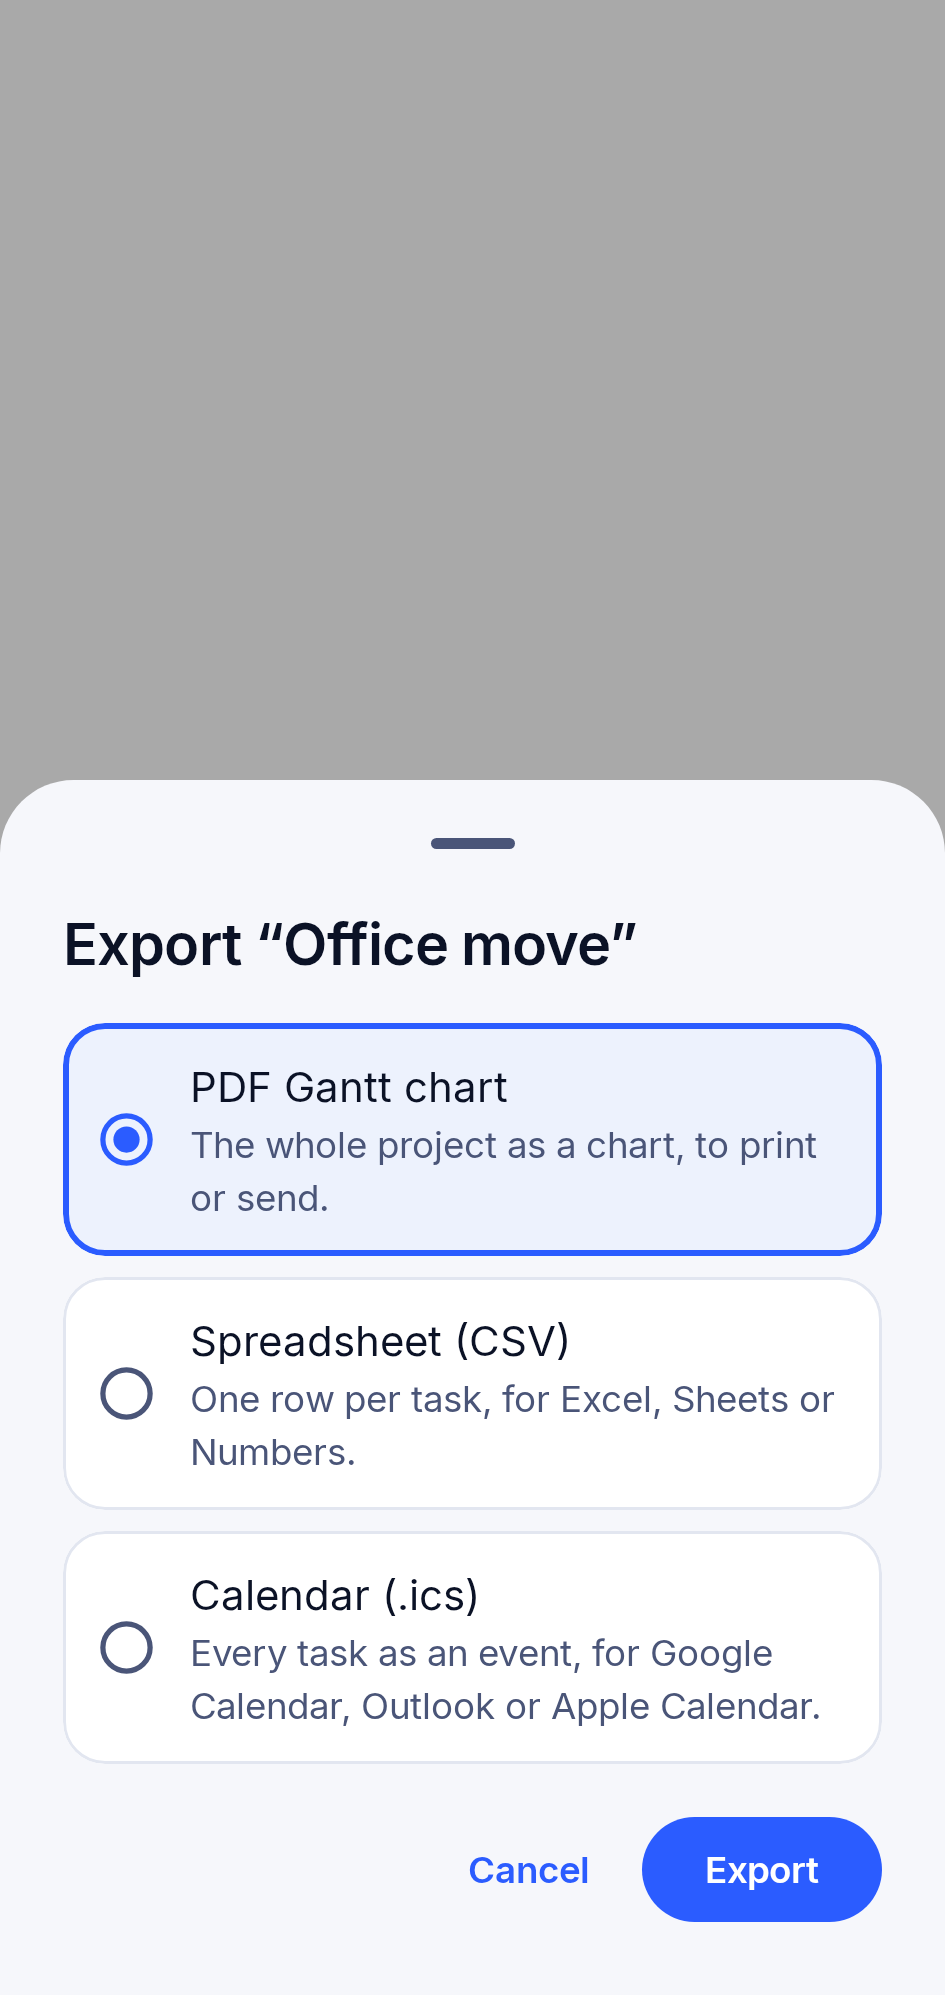 Export “Office move”
PDF Gantt chart
The whole project as a chart, to print
or send.
Spreadsheet (CSV)
One row per task, for Excel, Sheets or
Numbers.
Calendar (.ics)
Every task as an event, for Google
Calendar, Outlook or Apple Calendar.
Cancel
Export